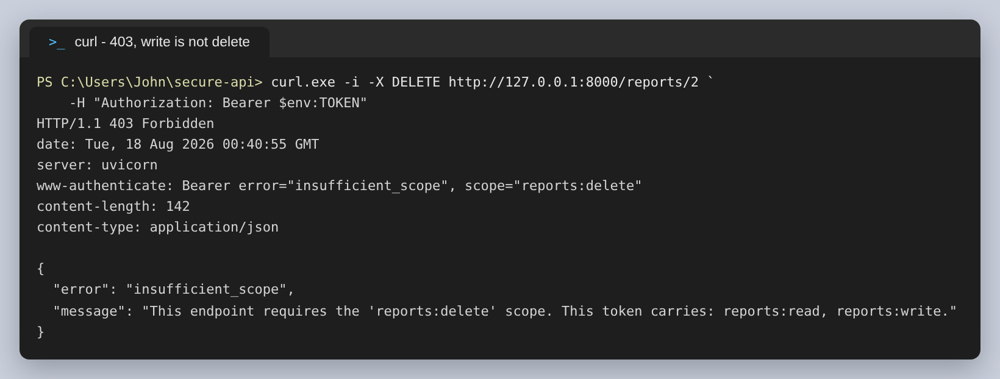 >_ curl - 403, write is not delete
PS C:\Users\John\secure-api> curl.exe -i -X DELETE http://127.0.0.1:8000/reports/2 `
    -H "Authorization: Bearer $env:TOKEN"
HTTP/1.1 403 Forbidden
date: Tue, 18 Aug 2026 00:40:55 GMT
server: uvicorn
www-authenticate: Bearer error="insufficient_scope", scope="reports:delete"
content-length: 142
content-type: application/json

{
  "error": "insufficient_scope",
  "message": "This endpoint requires the 'reports:delete' scope. This token carries: reports:read, reports:write."
}